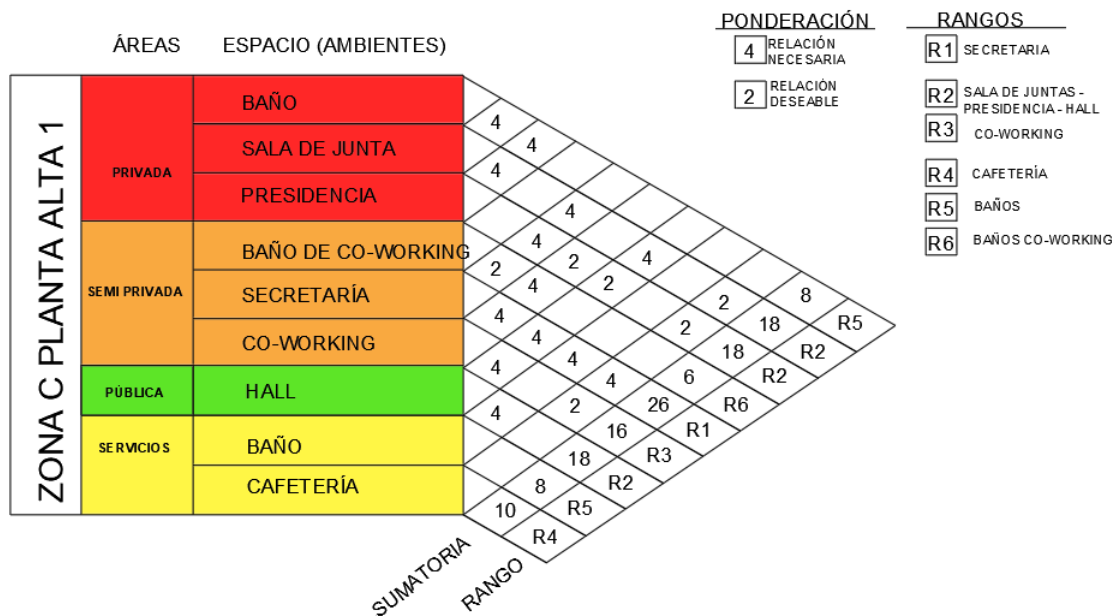 PONDERACIÓN
RANGOS
ÁREAS
ESPACIO (AMBIENTES)
4 RELACIÓN
NECESARIA
2 RELACIÓN
DESEABLE
R1 SECRETARIA
R2 SALA DE JUNTAS -
PRESIDENCIA - HALL
R3 CO-WORKING
R4 CAFETERÍA
R5 BAÑOS
R6 BAÑOS CO-WORKING
ZONA C PLANTA ALTA 1
PRIVADA
BAÑO
SALA DE JUNTA
PRESIDENCIA
SEMI PRIVADA
BAÑO DE CO-WORKING
SECRETARÍA
CO-WORKING
PÚBLICA
HALL
SERVICIOS
BAÑO
CAFETERÍA
4
4
4
4
4
4
2
2
8
4
2
2
18
R5
4
4
2
18
R2
4
4
4
6
R2
4
2
26
R6
16
R1
18
R3
8
R2
10
R5
R4
SUMATORIA
RANGO